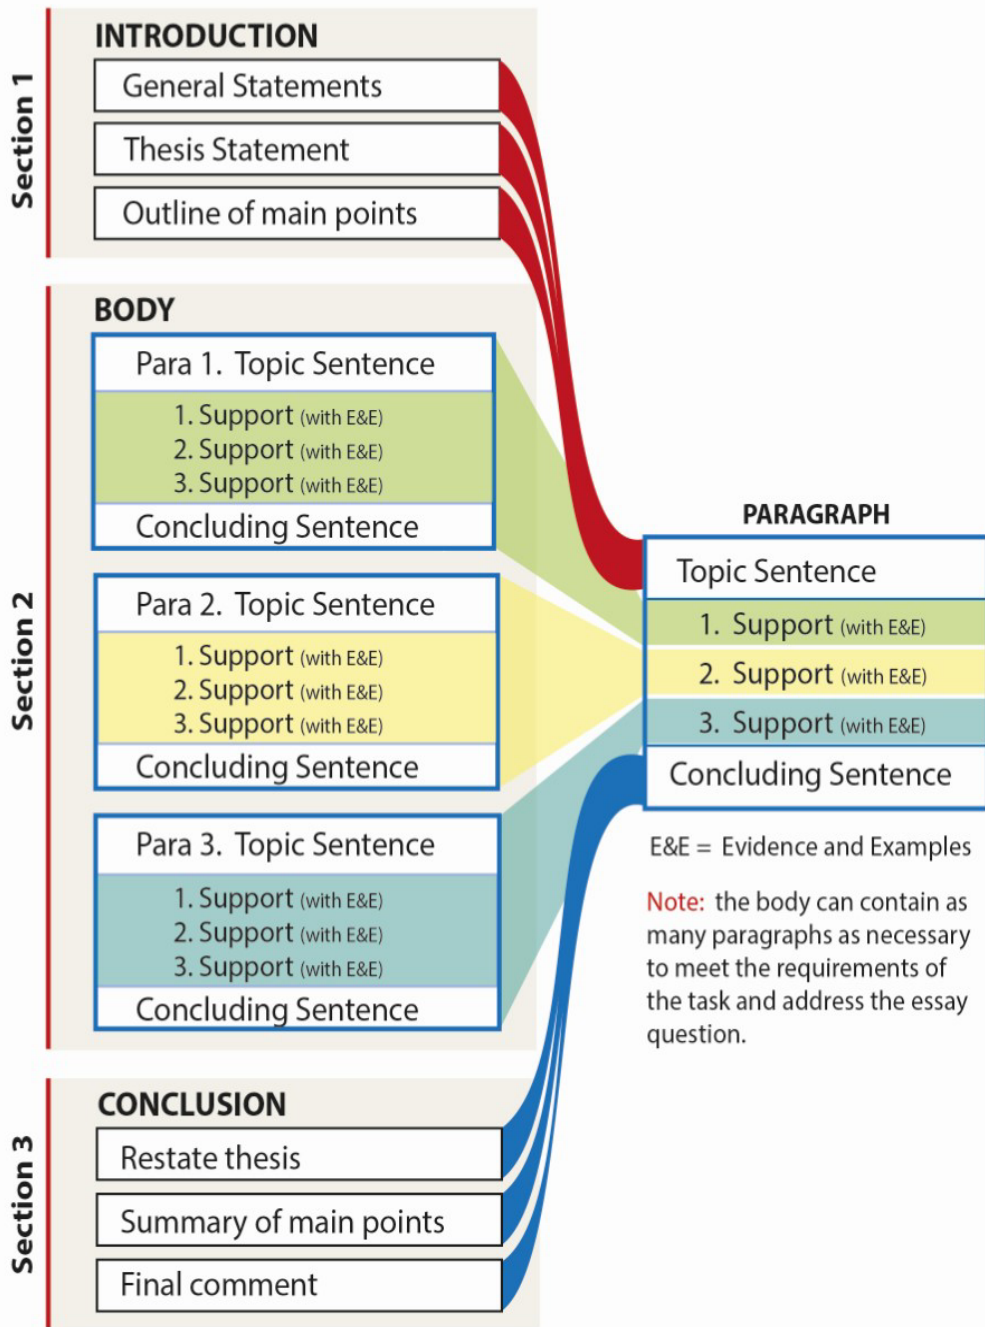 Section 1
INTRODUCTION
General Statements
Thesis Statement
Outline of main points
Section 2
BODY
Para 1. Topic Sentence
1. Support (with E&E)
2. Support (with E&E)
3. Support (with E&E)
Concluding Sentence
Para 2. Topic Sentence
1. Support (with E&E)
2. Support (with E&E)
3. Support (with E&E)
Concluding Sentence
Para 3. Topic Sentence
1. Support (with E&E)
2. Support (with E&E)
3. Support (with E&E)
Concluding Sentence
Section 3
CONCLUSION
Restate thesis
Summary of main points
Final comment
PARAGRAPH
Topic Sentence
1. Support (with E&E)
2. Support (with E&E)
3. Support (with E&E)
Concluding Sentence
E&E = Evidence and Examples
Note: the body can contain as
many paragraphs as necessary
to meet the requirements of
the task and address the essay
question.